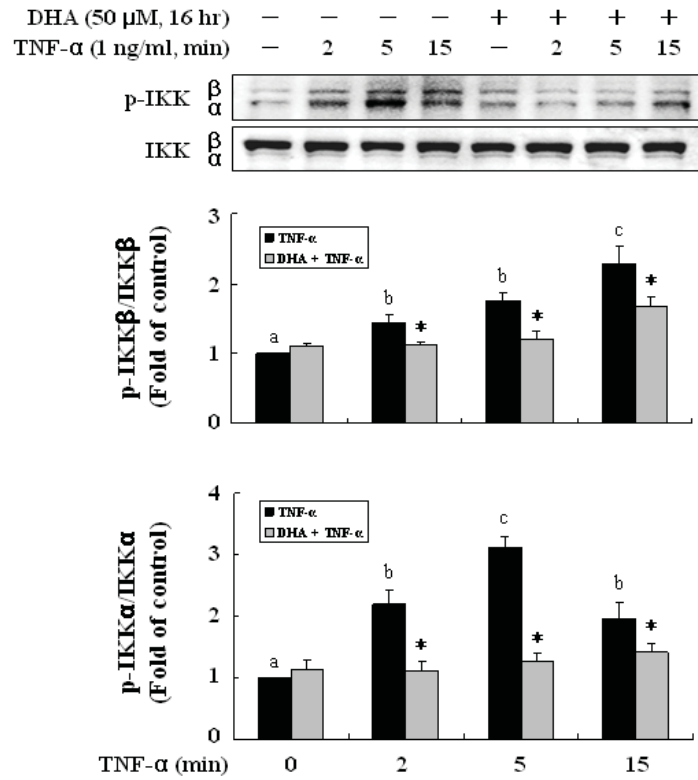 DHA (50 μM, 16 hr) – – – – + + + +
TNF-α (1 ng/ml, min) – 2 5 15 – 2 5 15
p-IKK β
α
IKK β
α
p-IKKβ/IKKβ
(Fold of control)
3
2
1
0
TNF-α
DHA + TNF-α
a
b
*
b
*
c
*
p-IKKα/IKKα
(Fold of control)
4
3
2
1
0
TNF-α
DHA + TNF-α
a
b
*
c
*
b
*
TNF-α (min) 0 2 5 15